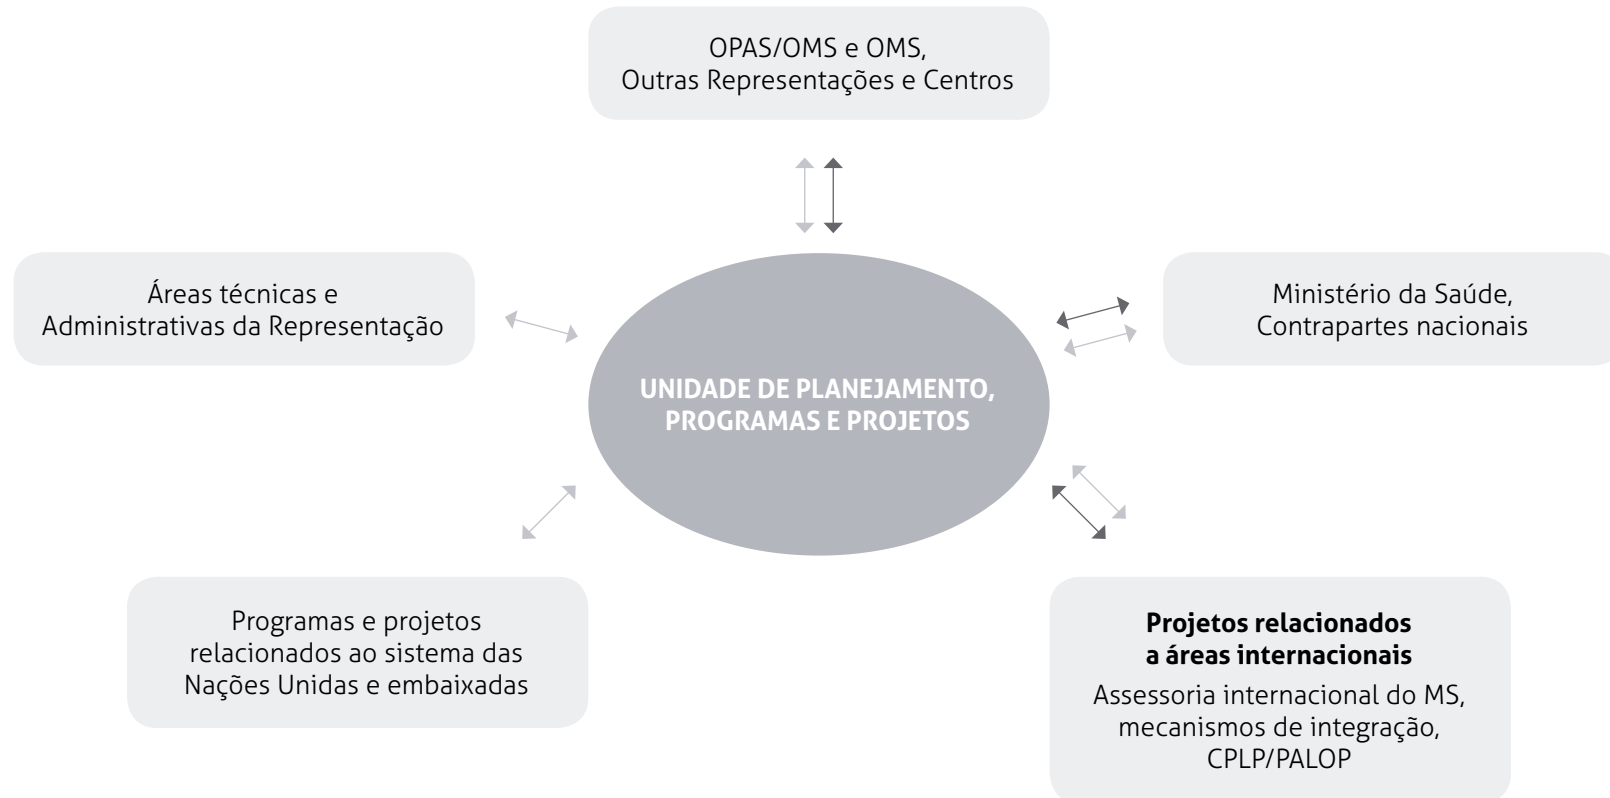 OPAS/OMS e OMS,
Outras Representações e Centros
Áreas técnicas e
Administrativas da Representação
Ministério da Saúde,
Contrapartes nacionais
UNIDADE DE PLANEJAMENTO,
PROGRAMAS E PROJETOS
Programas e projetos
relacionados ao sistema das
Nações Unidas e embaixadas
Projetos relacionados
a áreas internacionais
Assessoria internacional do MS,
mecanismos de integração,
CPLP/PALOP